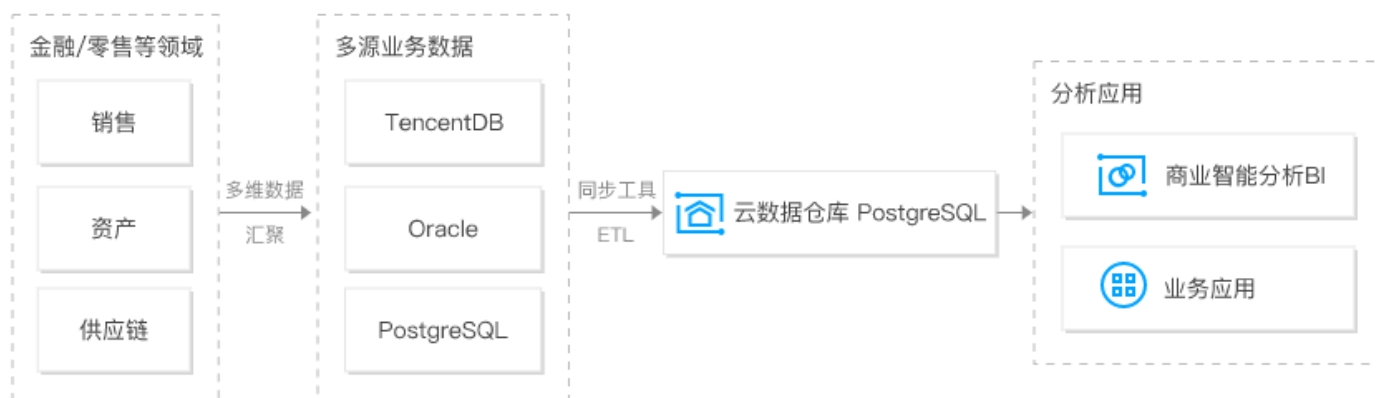 金融/零售等领域
销售
资产
供应链
多维数据
汇聚
多源业务数据
TencentDB
Oracle
PostgreSQL
同步工具
ETL
云数据仓库 PostgreSQL
分析应用
商业智能分析BI
业务应用